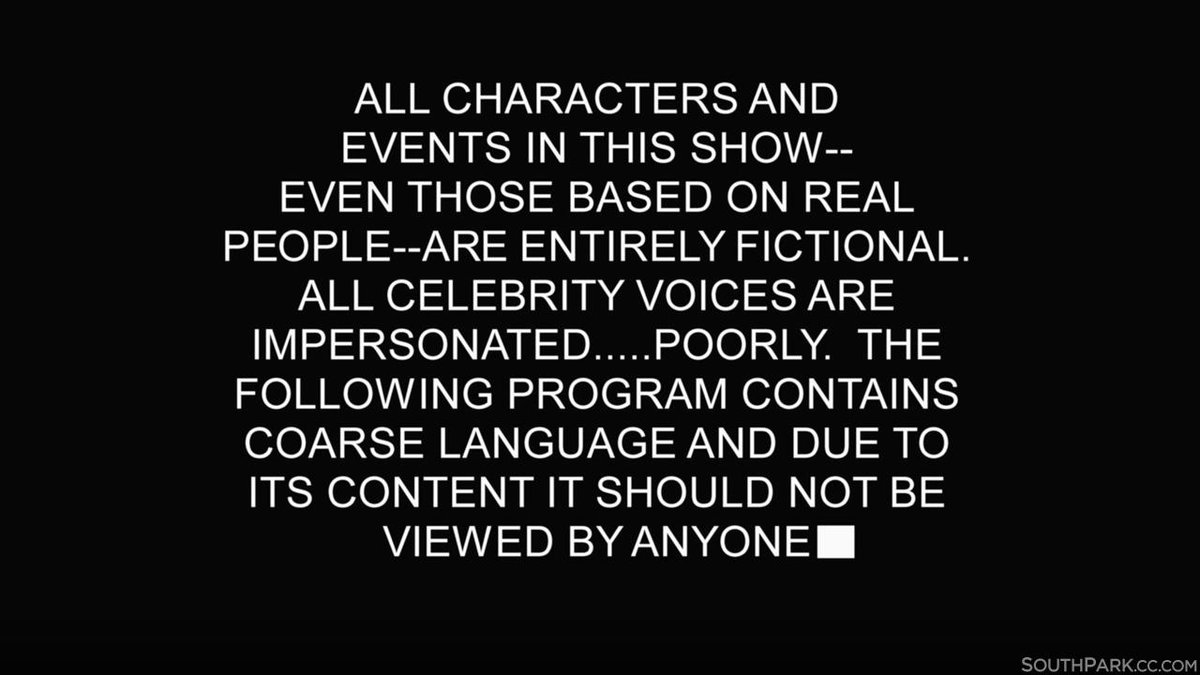 ALL CHARACTERS AND
EVENTS IN THIS SHOW--
EVEN THOSE BASED ON REAL
PEOPLE--ARE ENTIRELY FICTIONAL.
ALL CELEBRITY VOICES ARE
IMPERSONATED.....POORLY. THE
FOLLOWING PROGRAM CONTAINS
COARSE LANGUAGE AND DUE TO
ITS CONTENT IT SHOULD NOT BE
VIEWED BY ANYONE
SOUTHPARK.CC.COM